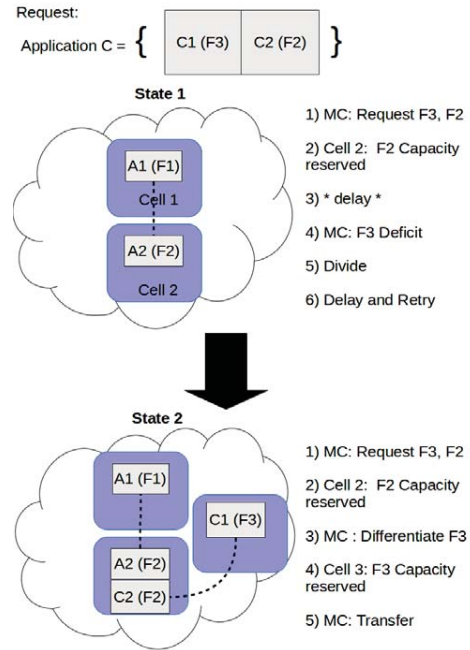 Request:
Application C = { C1 (F3) C2 (F2) }
State 1
A1 (F1)
Cell 1
A2 (F2)
Cell 2
1) MC: Request F3, F2
2) Cell 2: F2 Capacity
reserved
3) * delay *
4) MC: F3 Deficit
5) Divide
6) Delay and Retry
State 2
A1 (F1)
C1 (F3)
A2 (F2)
C2 (F2)
1) MC: Request F3, F2
2) Cell 2: F2 Capacity
reserved
3) MC : Differentiate F3
4) Cell 3: F3 Capacity
reserved
5) MC: Transfer